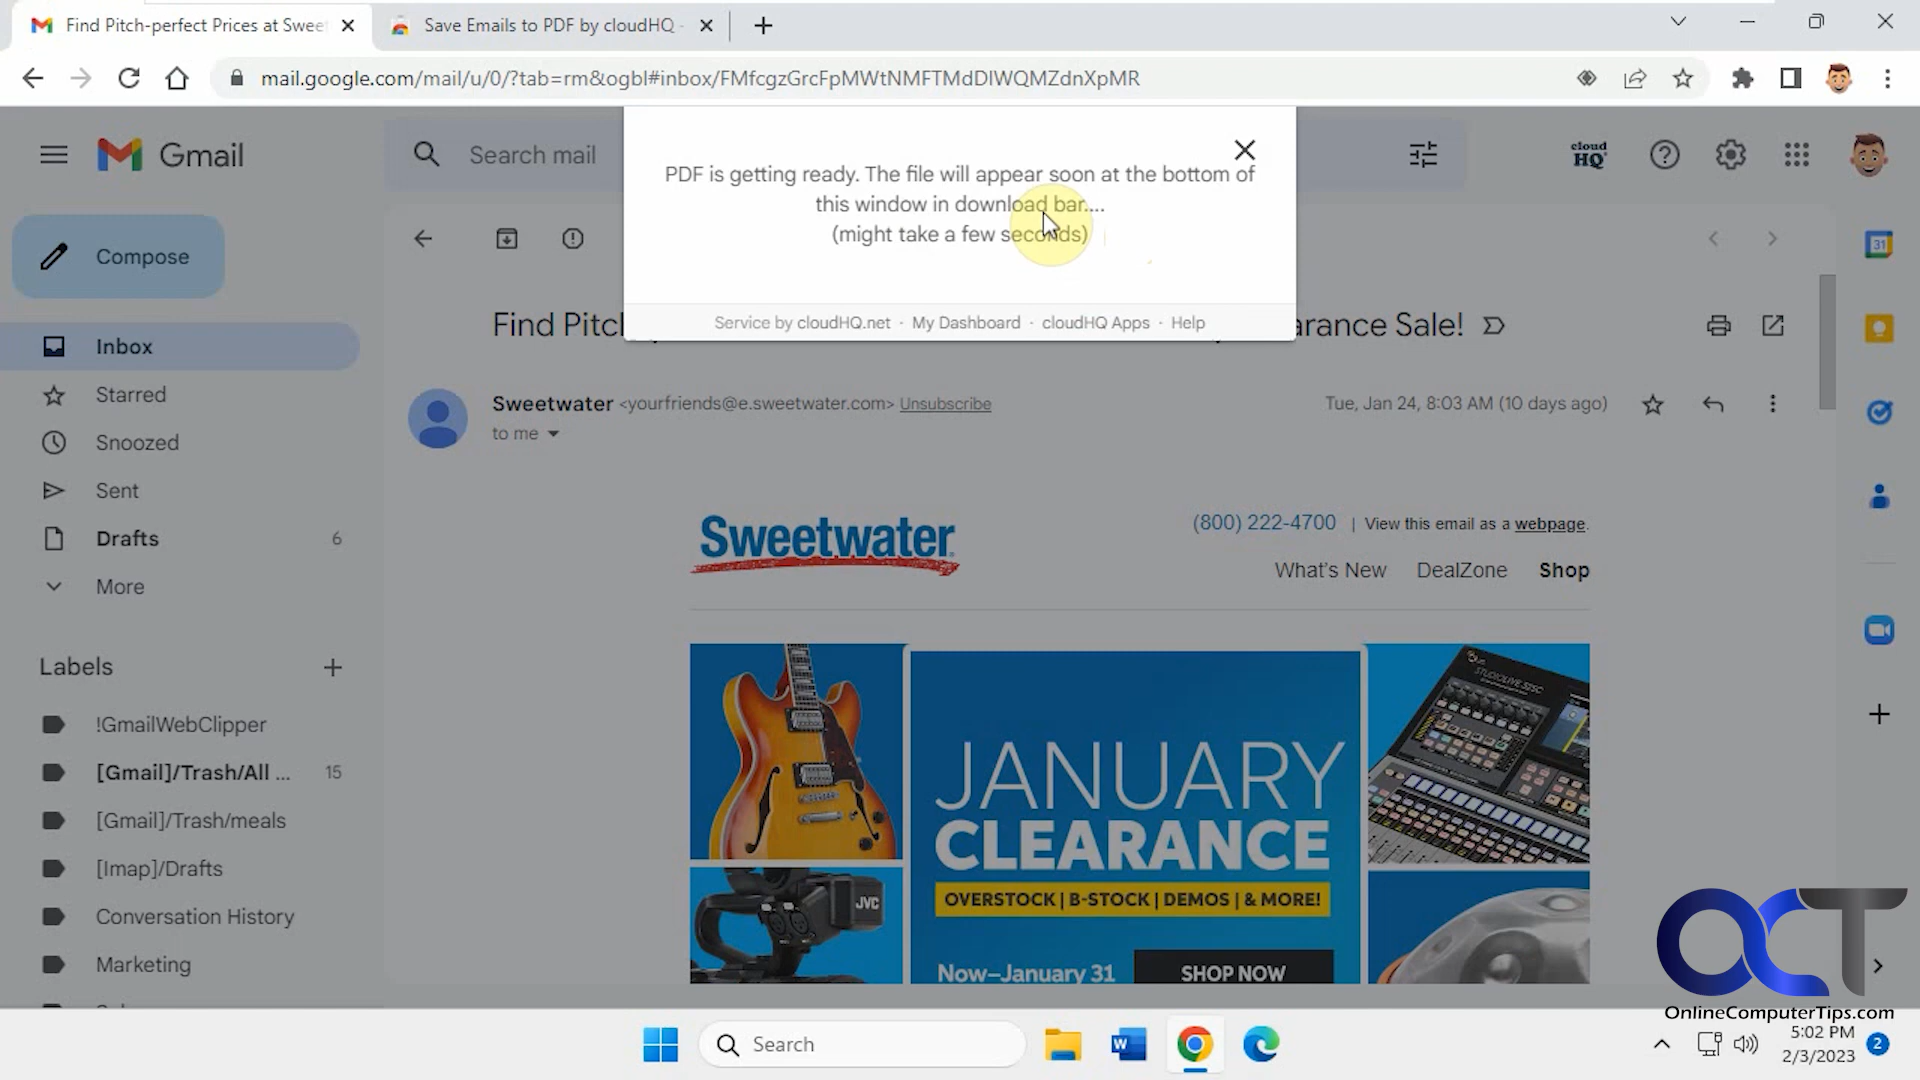 Find Pitch-perfect Prices at Sweet
Save Emails to PDF by cloudHQ -
mail.google.com/mail/u/0/?tab=rm&ogbl#inbox/FMfcgzGrcFpMWtNMFTMdDlWQMZdnXpMR
Gmail
Search mail
cloud
HQ
PDF is getting ready. The file will appear soon at the bottom of
this window in download bar....
(might take a few seconds)
Service by cloudHQ.net · My Dashboard · cloudHQ Apps · Help
Compose
Inbox
Starred
Snoozed
Sent
Drafts 6
More
Labels
!GmailWebClipper
[Gmail]/Trash/All ... 15
[Gmail]/Trash/meals
[Imap]/Drafts
Conversation History
Marketing
Find Pitc arance Sale!
Sweetwater <yourfriends@e.sweetwater.com> Unsubscribe
Tue, Jan 24, 8:03 AM (10 days ago)
to me
Sweetwater
(800) 222-4700 | View this email as a webpage.
What's New DealZone Shop
STUDIOLIVE 32SC
JANUARY
CLEARANCE
OVERSTOCK | B-STOCK | DEMOS | & MORE!
JVC
Now–January 31
SHOP NOW
31
OCT
OnlineComputerTips.com
W
Search
5:02 PM
2/3/2023
2